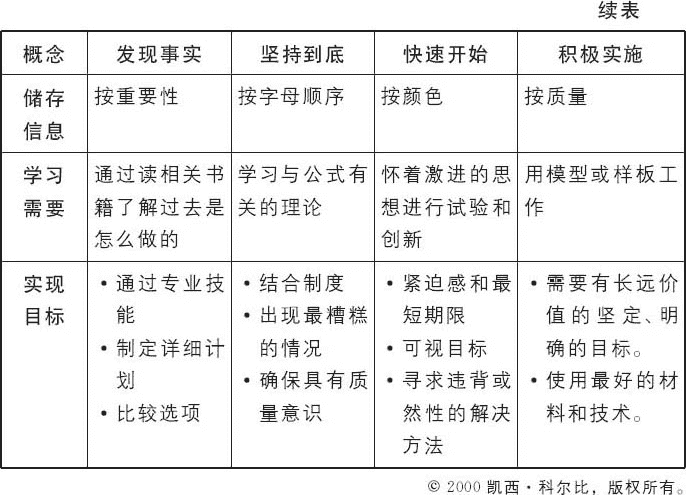 续表
概念 发现事实 坚持到底 快速开始 积极实施
储存信息 按重要性 按字母顺序 按颜色 按质量
学习需要
通过读相关书
籍了解过去是
怎么做的
学习与公式有
关的理论
怀着激进的思
想进行试验和
创新
用模型或样板工
作
实现目标
·通过专业技
能
·制定详细计
划
·比较选项
·结合制度
·出现最糟糕
的情况
·确保具有质
量意识
·紧迫感和最
短期限
·可视目标
·寻求违背或
然性的解决
方法
·需要有长远价
值的坚定、明
确的目标。
·使用最好的材
料和技术。
© 2000 凯西·科尔比，版权所有。